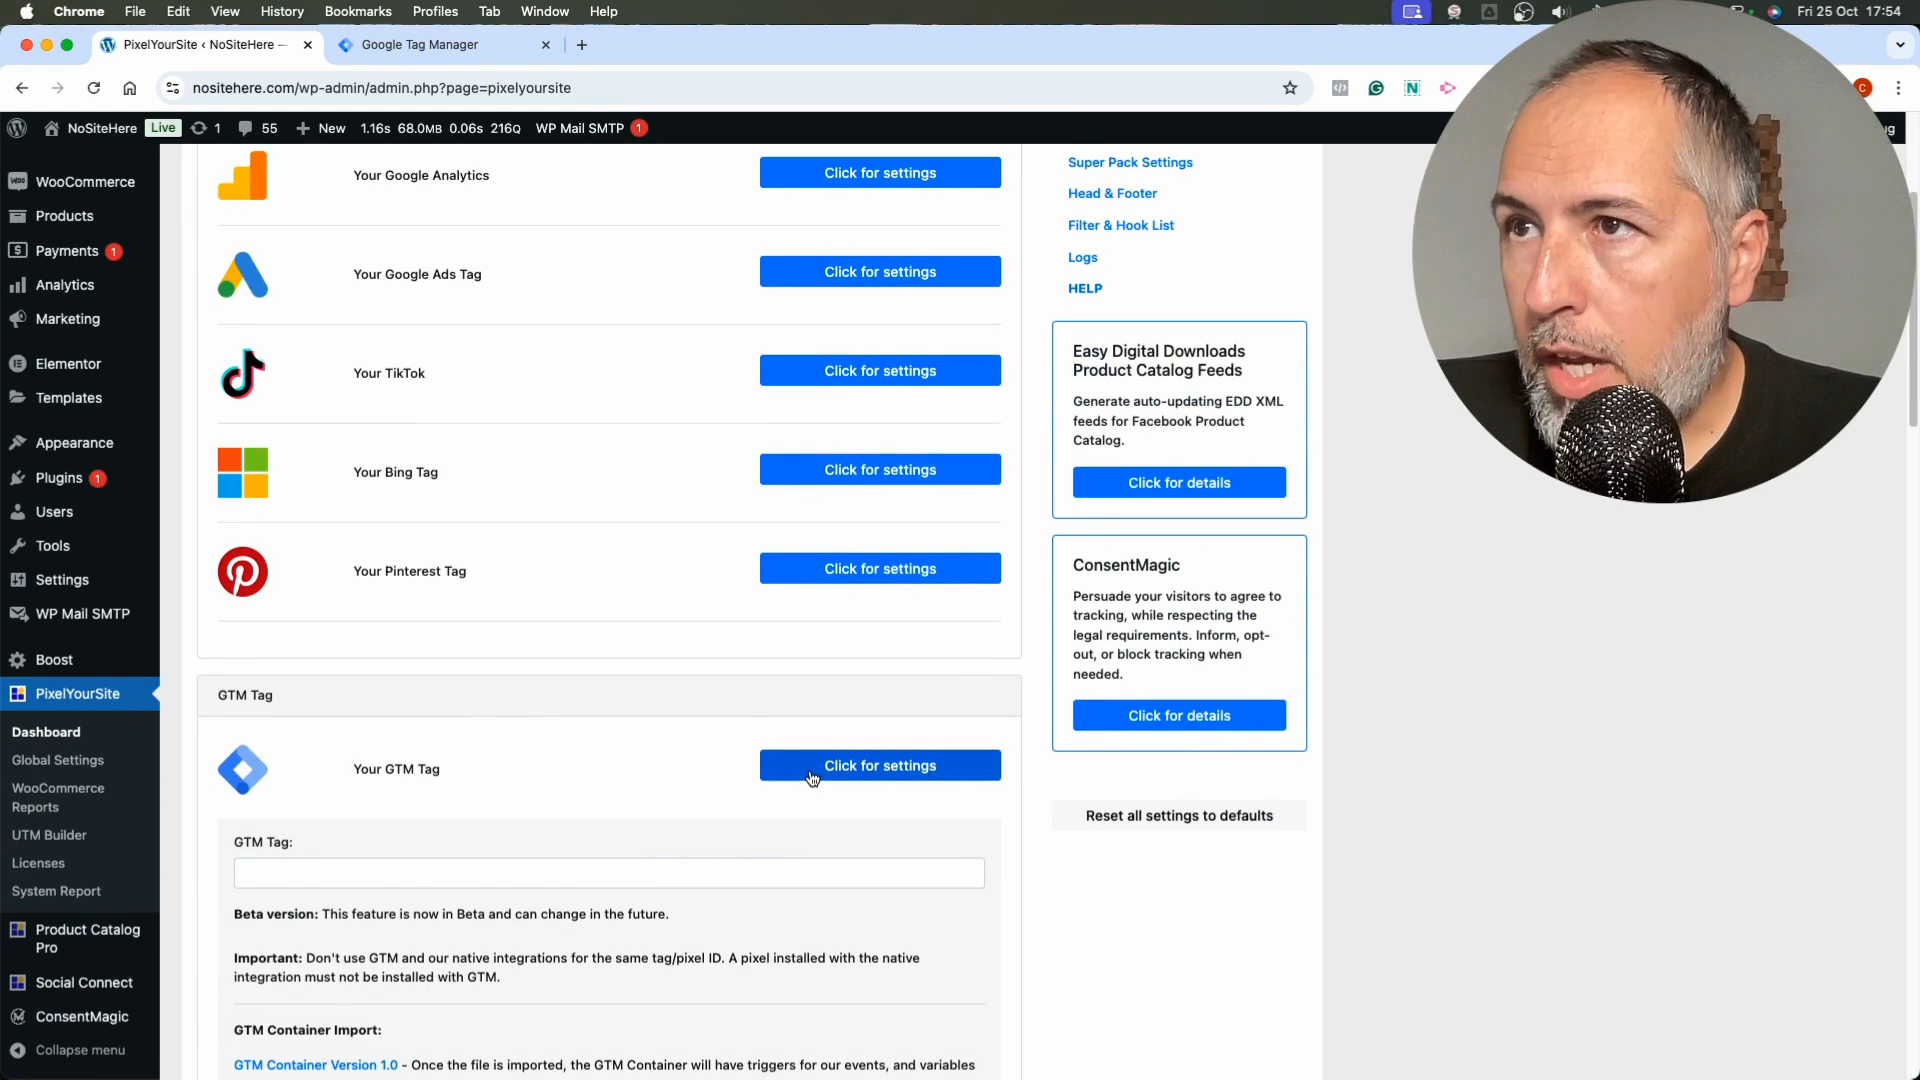 Chrome File Edit View History Bookmarks Profiles Tab Window Help Fri 25 Oct 17:54
PixelYourSite ‹ NoSiteHere — Google Tag Manager
nositehere.com/wp-admin/admin.php?page=pixelyoursite
NoSiteHere Live 1 55 New 1.16s 68.0MB 0.06s 216Q WP Mail SMTP 1
WooCommerce
Products
Payments 1
Analytics
Marketing
Elementor
Templates
Appearance
Plugins 1
Users
Tools
Settings
WP Mail SMTP
Boost
PixelYourSite
Dashboard
Global Settings
WooCommerce
Reports
UTM Builder
Licenses
System Report
Product Catalog
Pro
Social Connect
ConsentMagic
Collapse menu
Your Google Analytics Click for settings
Your Google Ads Tag Click for settings
Your TikTok Click for settings
Your Bing Tag Click for settings
Your Pinterest Tag Click for settings
GTM Tag
Your GTM Tag Click for settings
GTM Tag:
Beta version: This feature is now in Beta and can change in the future.
Important: Don't use GTM and our native integrations for the same tag/pixel ID. A pixel installed with the native
integration must not be installed with GTM.
GTM Container Import:
GTM Container Version 1.0 - Once the file is imported, the GTM Container will have triggers for our events, and variables
Super Pack Settings
Head & Footer
Filter & Hook List
Logs
HELP
Easy Digital Downloads
Product Catalog Feeds
Generate auto-updating EDD XML
feeds for Facebook Product
Catalog.
Click for details
ConsentMagic
Persuade your visitors to agree to
tracking, while respecting the
legal requirements. Inform, opt-
out, or block tracking when
needed.
Click for details
Reset all settings to defaults